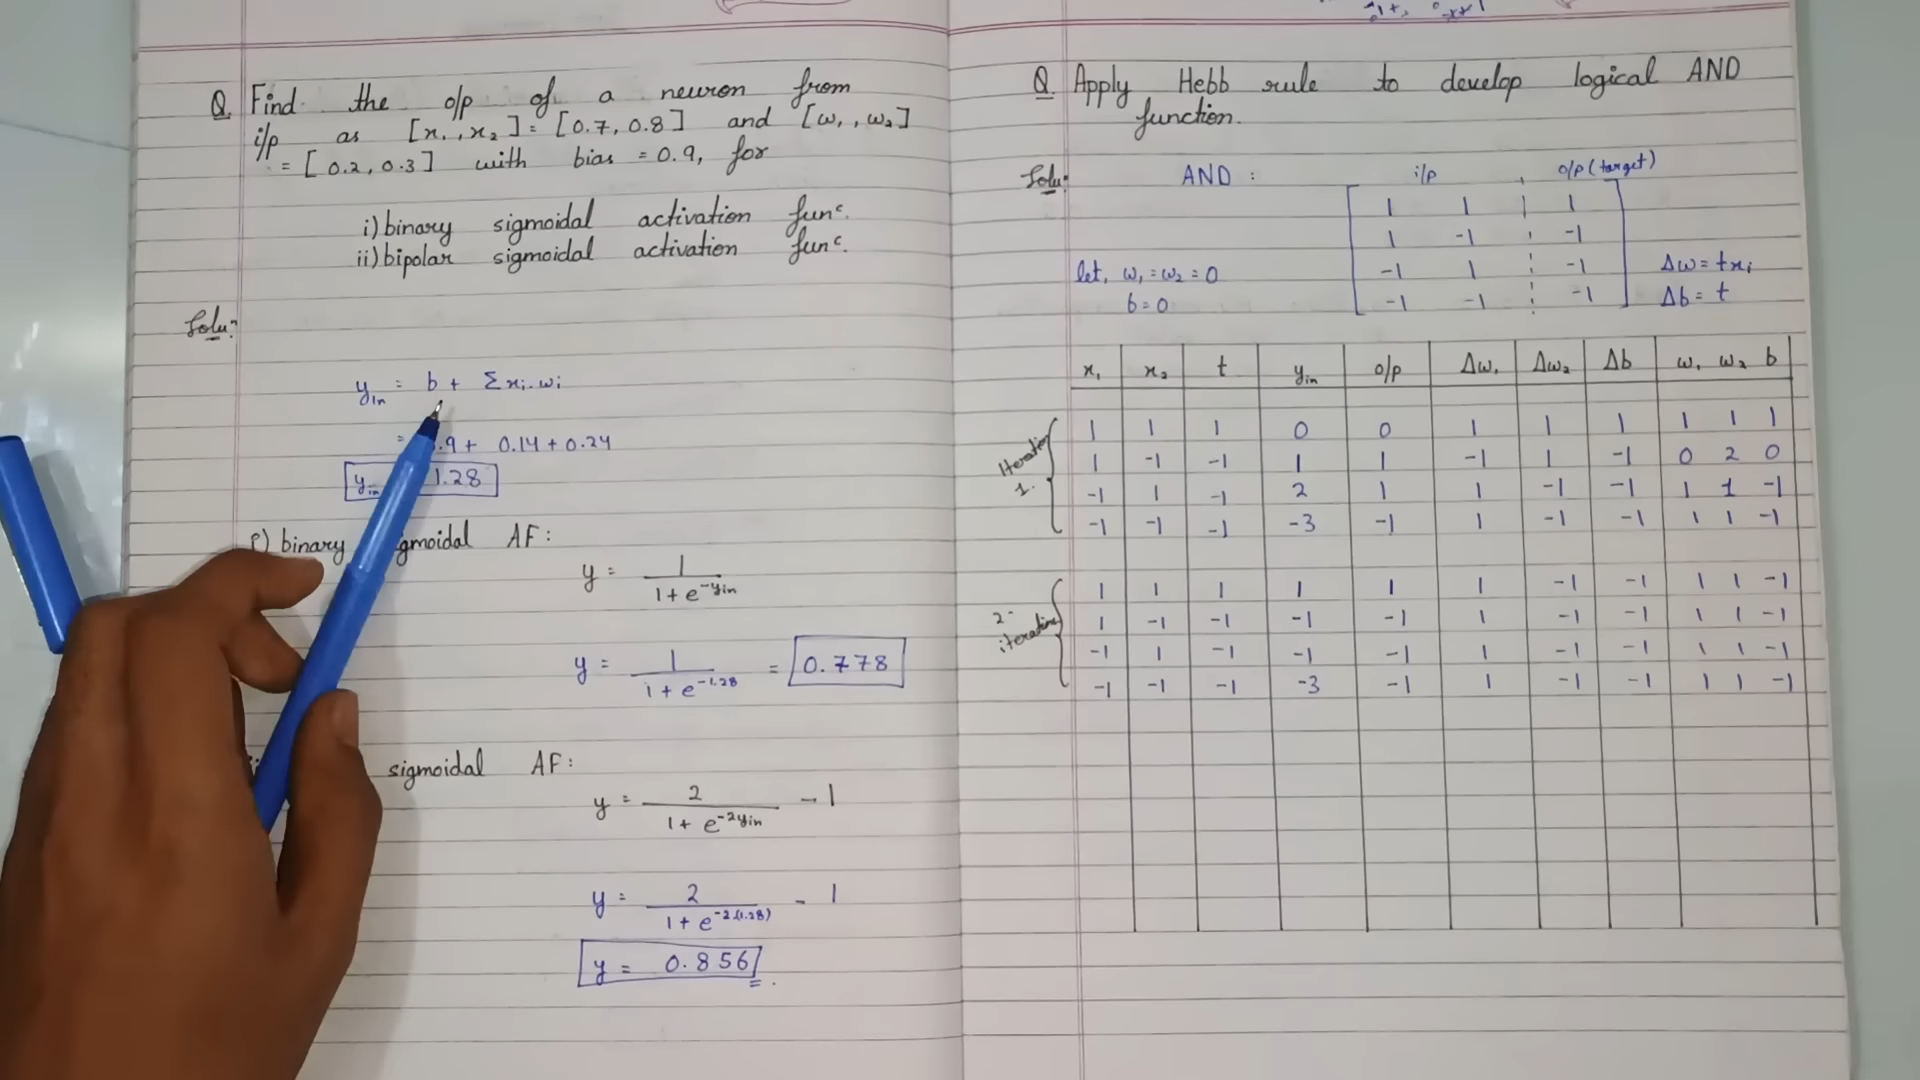 Q. Find the o/p of a neuron from
i/p as [x₁, x₂] = [0.7, 0.8] and [w₁, w₂]
= [0.2, 0.3] with bias = 0.9, for
i) binary sigmoidal activation funᶜ.
ii) bipolar sigmoidal activation funᶜ.
Solu:
yin = b + Σxi.wi
= .9 + 0.14 + 0.24
yin 1.28
i) binary gmoidal AF:
y = 1 / (1 + e^-yin)
y = 1 / (1 + e^-1.28) = 0.778
sigmoidal AF:
y = 2 / (1 + e^-2yin) - 1
y = 2 / (1 + e^-2(1.28)) - 1
y = 0.856
Q. Apply Hebb rule to develop logical AND
function.
Solu: AND : i/p o/p (target)
1 1 1
1 -1 -1
let, w₁ = w₂ = 0 -1 1 -1 Δw = txi
b = 0 -1 -1 -1 Δb = t
x₁ x₂ t yin o/p Δw₁ Δw₂ Δb w₁ w₂ b
Iteration 1.
1 1 1 0 0 1 1 1 1 1 1
1 -1 -1 1 1 -1 1 -1 0 2 0
-1 1 -1 2 1 1 -1 -1 1 1 -1
-1 -1 -1 -3 -1 1 -1 -1 1 1 -1
2- iteration
1 1 1 1 1 1 -1 -1 1 1 -1
1 -1 -1 -1 -1 1 -1 -1 1 1 -1
-1 1 -1 -1 -1 1 -1 -1 1 1 -1
-1 -1 -1 -3 -1 1 -1 -1 1 1 -1